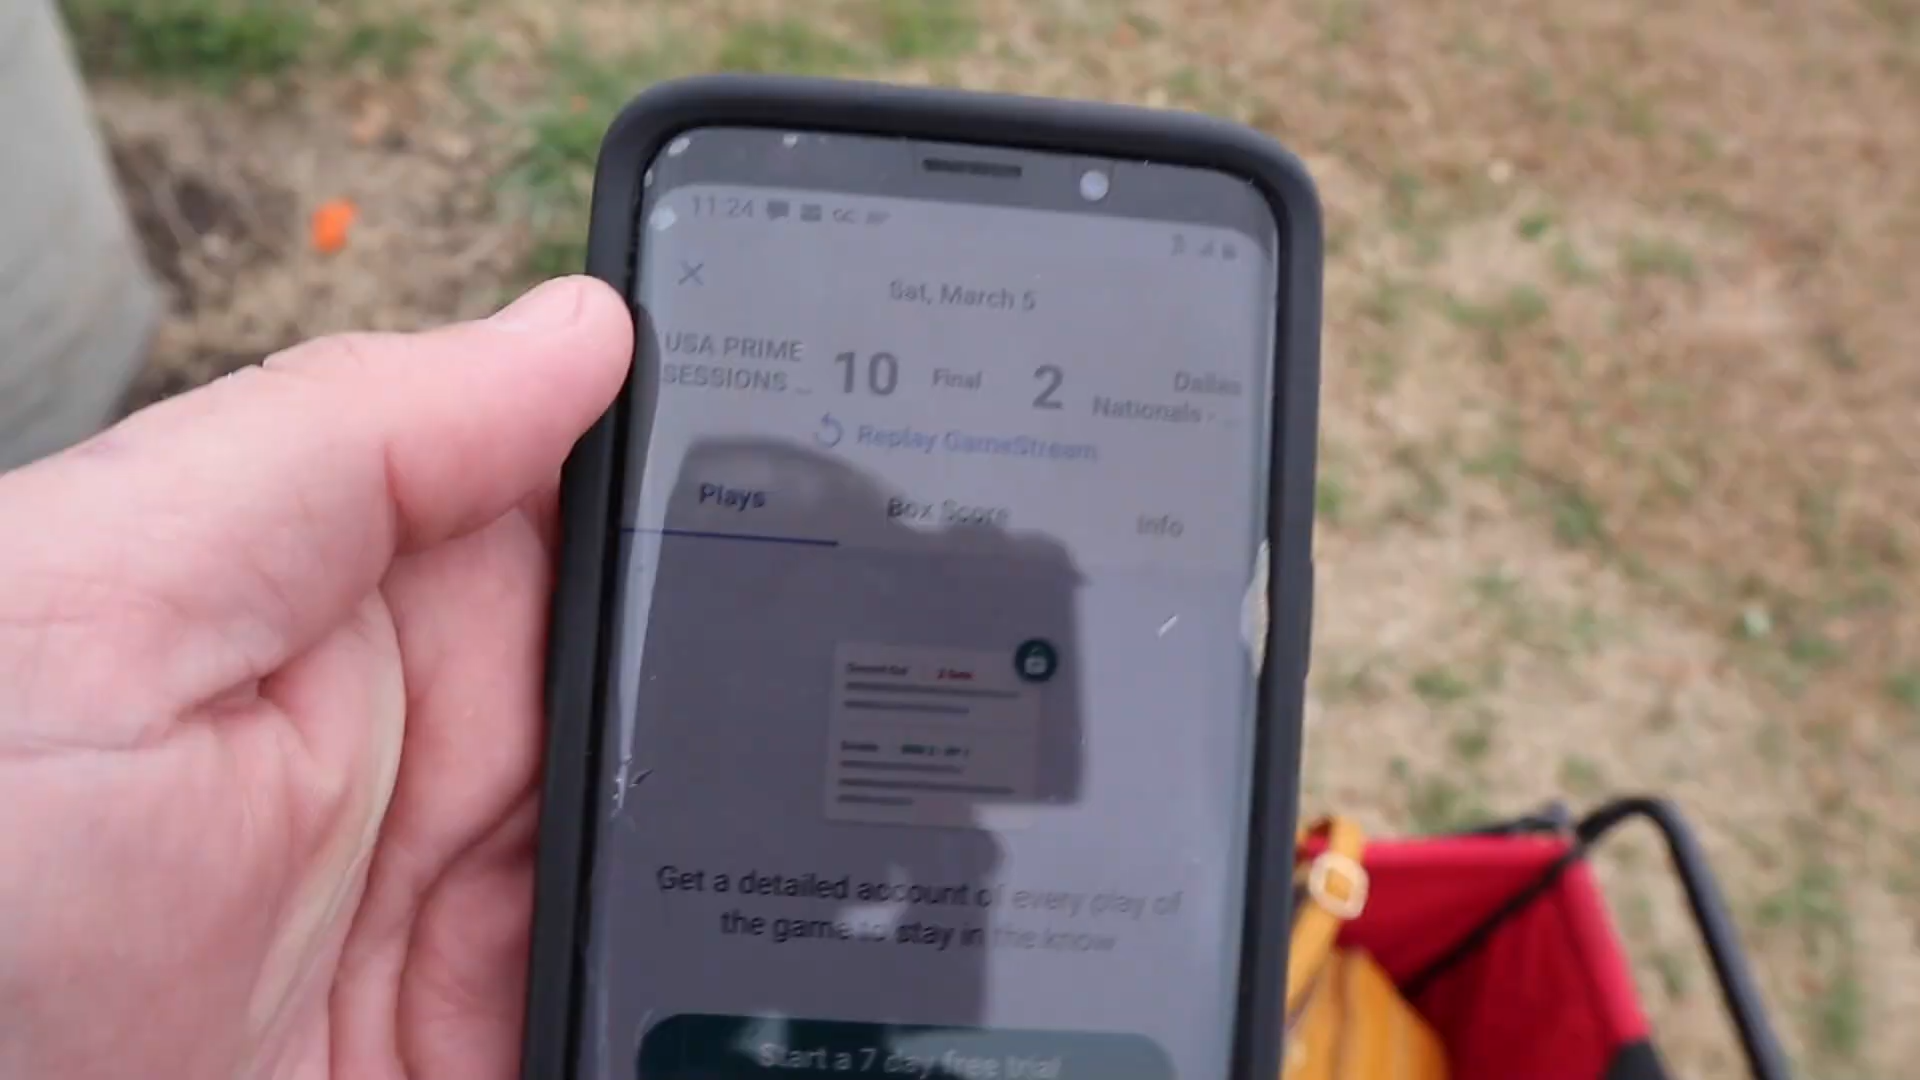 11:24
Sat, March 5
USA PRIME
SESSIONS ...
10 Final 2
Dallas
Nationals - ...
Replay GameStream
Plays Box Score Info
Get a detailed account of every play of
the game to stay in the know
Start a 7 day free trial